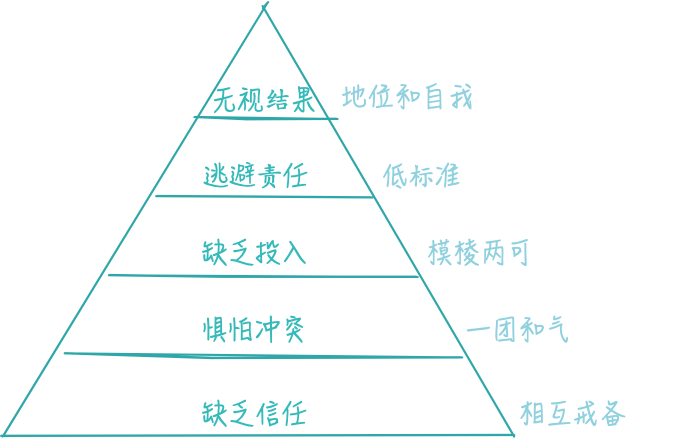 无视结果 地位和自我
逃避责任 低标准
缺乏投入 模棱两可
惧怕冲突 一团和气
缺乏信任 相互戒备